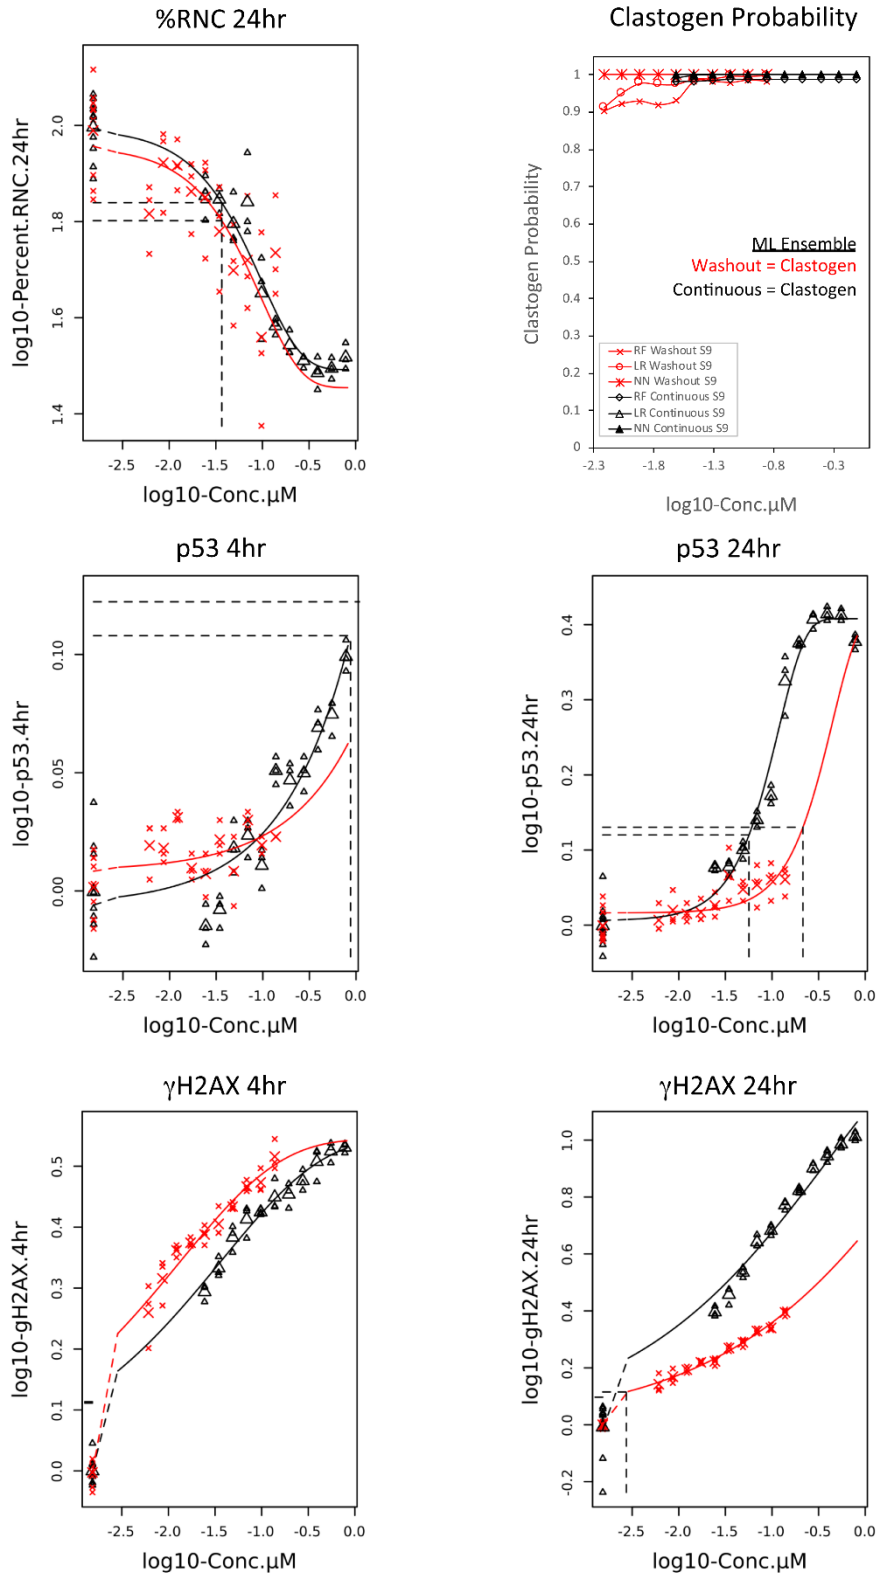 %RNC 24hr
log10-Percent.RNC.24hr
2.0
1.8
1.6
1.4
-2.5 -2.0 -1.5 -1.0 -0.5 0.0
log10-Conc.µM
Clastogen Probability
Clastogen Probability
1
0.9
0.8
0.7
0.6
0.5
0.4
0.3
0.2
0.1
0
ML Ensemble
Washout = Clastogen
Continuous = Clastogen
RF Washout S9
LR Washout S9
NN Washout S9
RF Continuous S9
LR Continuous S9
NN Continuous S9
-2.3 -1.8 -1.3 -0.8 -0.3
log10-Conc.µM
p53 4hr
log10-p53.4hr
0.10
0.05
0.00
-2.5 -2.0 -1.5 -1.0 -0.5 0.0
log10-Conc.µM
p53 24hr
log10-p53.24hr
0.4
0.3
0.2
0.1
0.0
-2.5 -2.0 -1.5 -1.0 -0.5 0.0
log10-Conc.µM
γH2AX 4hr
log10-gH2AX.4hr
0.5
0.4
0.3
0.2
0.1
0.0
-2.5 -2.0 -1.5 -1.0 -0.5 0.0
log10-Conc.µM
γH2AX 24hr
log10-gH2AX.24hr
1.0
0.8
0.6
0.4
0.2
0.0
-0.2
-2.5 -2.0 -1.5 -1.0 -0.5 0.0
log10-Conc.µM